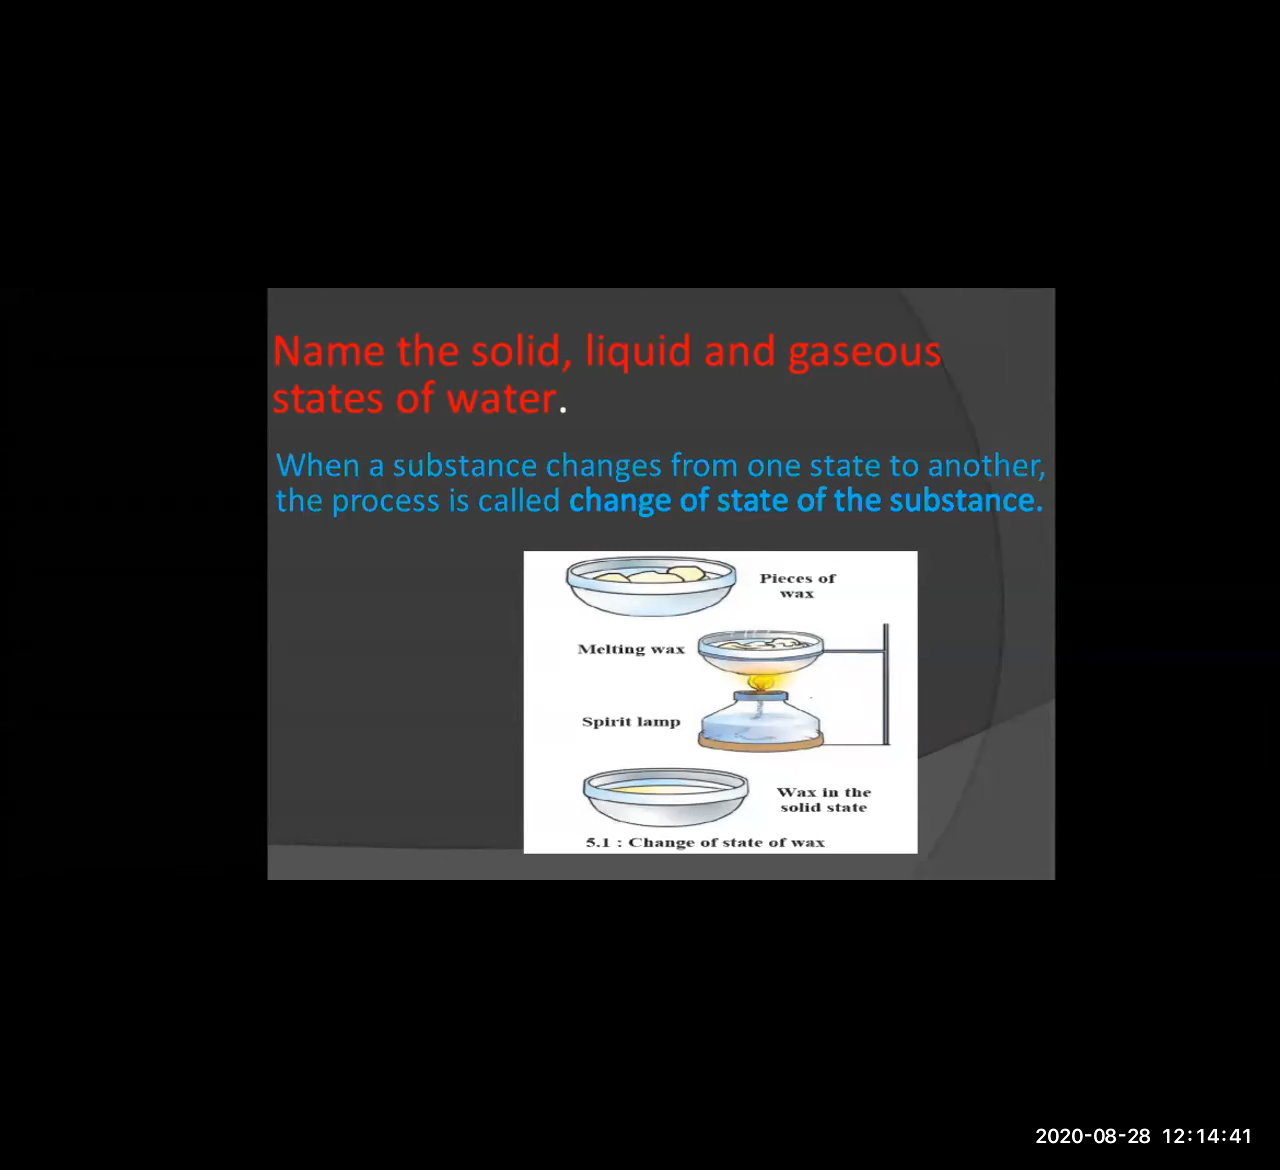 Name the solid, liquid and gaseous
states of water.
When a substance changes from one state to another,
the process is called change of state of the substance.
Pieces of
wax
Melting wax
Spirit lamp
Wax in the
solid state
5.1 : Change of state of wax
2020-08-28 12:14:41